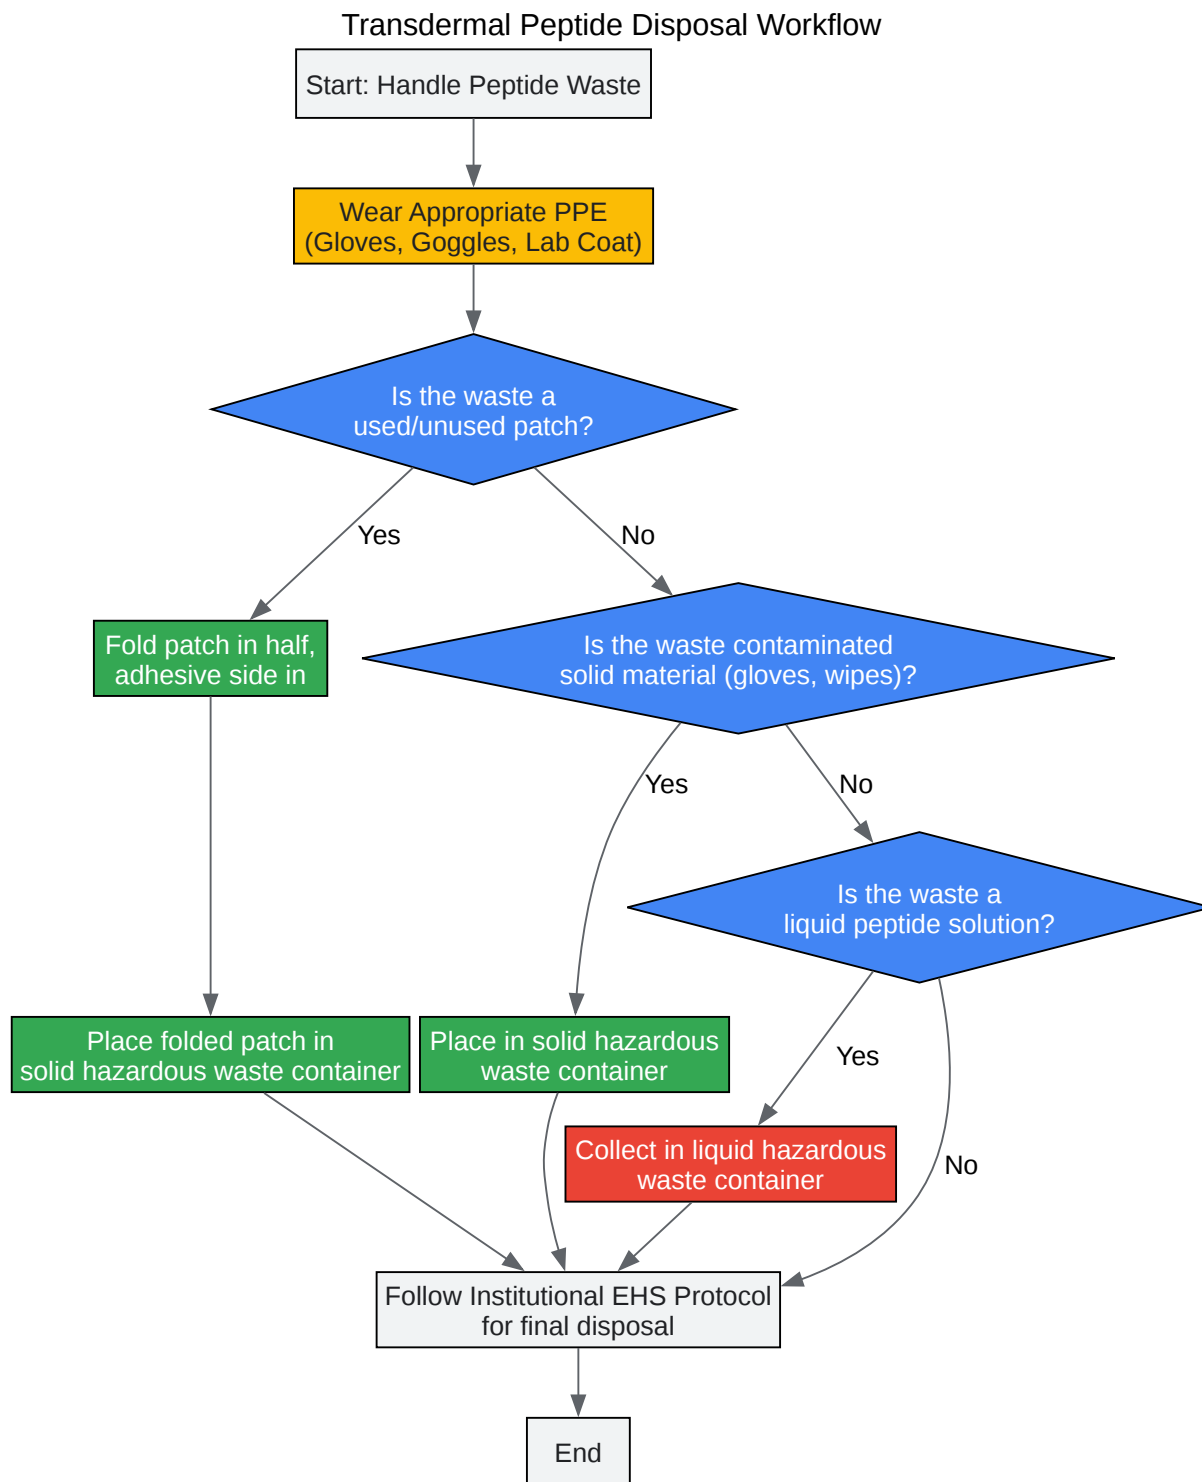 Transdermal Peptide Disposal Workflow
Start: Handle Peptide Waste
Wear Appropriate PPE
(Gloves, Goggles, Lab Coat)
Is the waste a
used/unused patch?
Yes
No
Fold patch in half,
adhesive side in
Is the waste contaminated
solid material (gloves, wipes)?
Yes
No
Is the waste a
liquid peptide solution?
Place folded patch in
solid hazardous waste container
Place in solid hazardous
waste container
Yes
Collect in liquid hazardous
waste container
No
Follow Institutional EHS Protocol
for final disposal
End